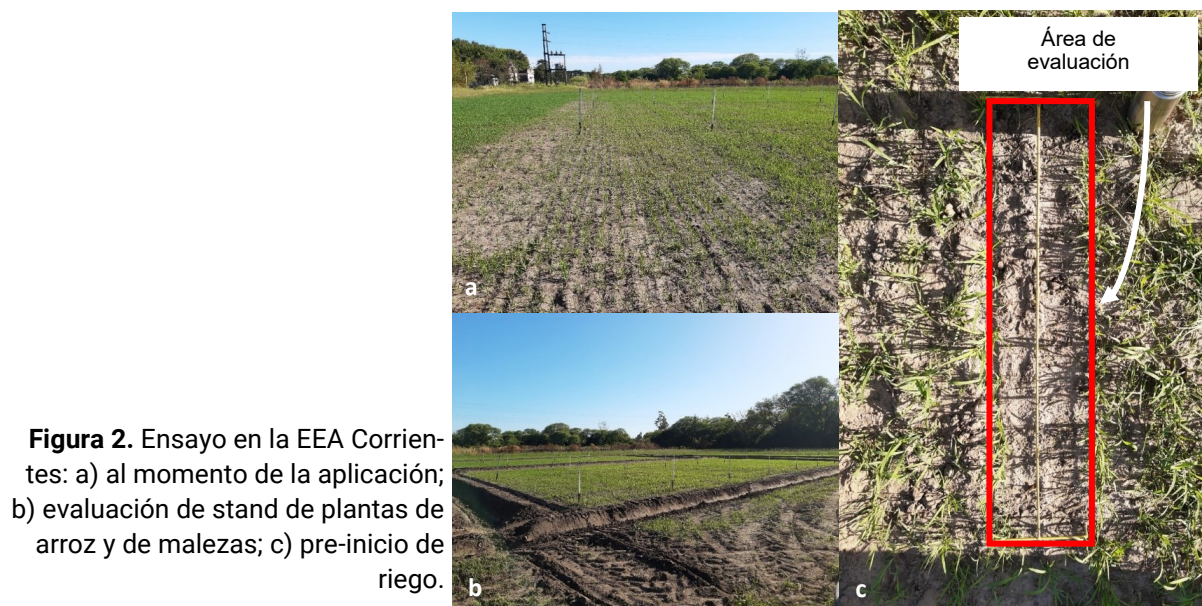 Figura 2. Ensayo en la EEA Corrien-
tes: a) al momento de la aplicación;
b) evaluación de stand de plantas de
arroz y de malezas; c) pre-inicio de
riego.
a
b
Área de
evaluación
c